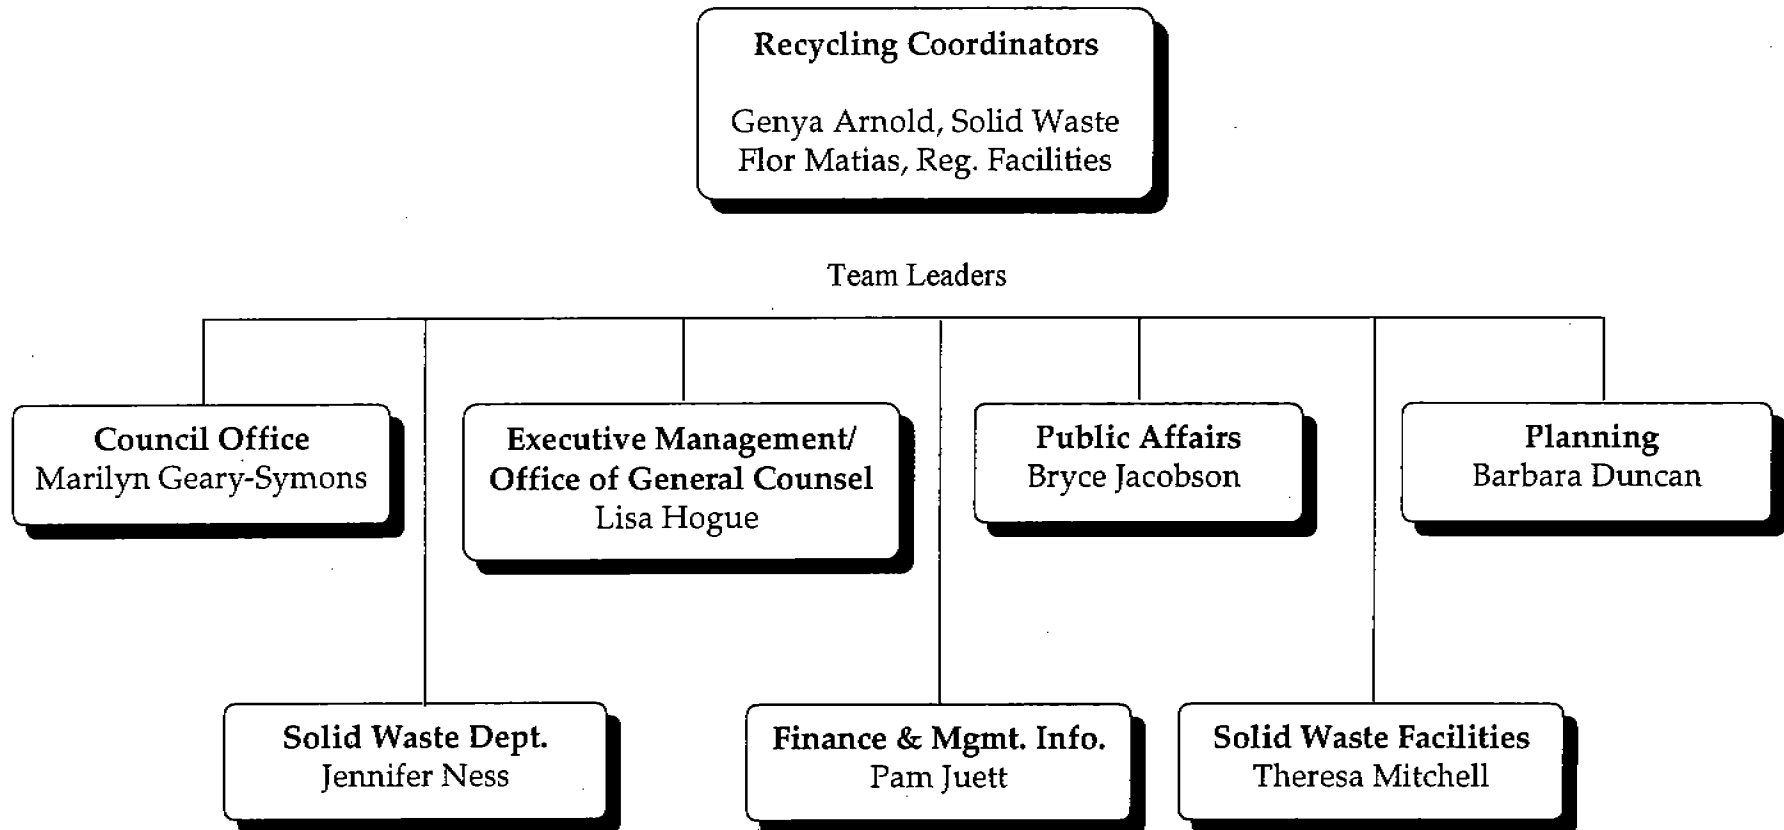 Recycling Coordinators
Genya Arnold, Solid Waste
Flor Matias, Reg. Facilities
Team Leaders
Council Office
Marilyn Geary-Symons
Executive Management/
Office of General Counsel
Lisa Hogue
Public Affairs
Bryce Jacobson
Planning
Barbara Duncan
Solid Waste Dept.
Jennifer Ness
Finance & Mgmt. Info.
Pam Juett
Solid Waste Facilities
Theresa Mitchell